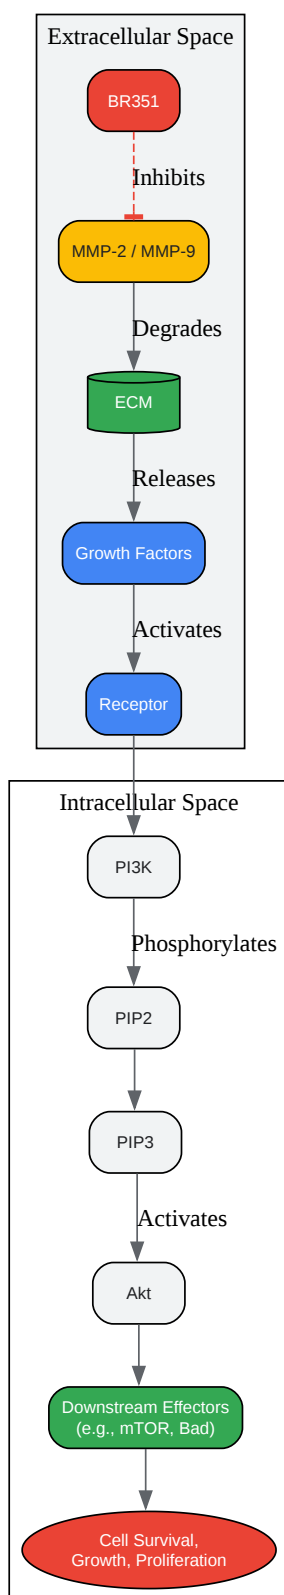 Extracellular Space
BR351
Inhibits
MMP-2 / MMP-9
Degrades
ECM
Releases
Growth Factors
Activates
Receptor
Intracellular Space
PI3K
Phosphorylates
PIP2
PIP3
Activates
Akt
Downstream Effectors
(e.g., mTOR, Bad)
Cell Survival,
Growth, Proliferation